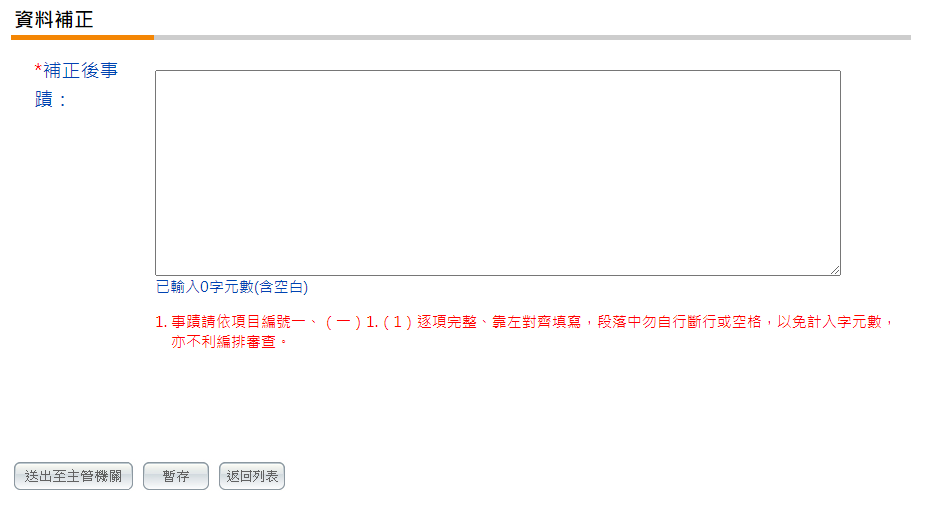 資料補正
*補正後事
蹟：
已輸入0字元數(含空白)
1. 事蹟請依項目編號一、（一）1.（1）逐項完整、靠左對齊填寫，段落中勿自行斷行或空格，以免計入字元數，
亦不利編排審查。
送出至主管機關
暫存
返回列表